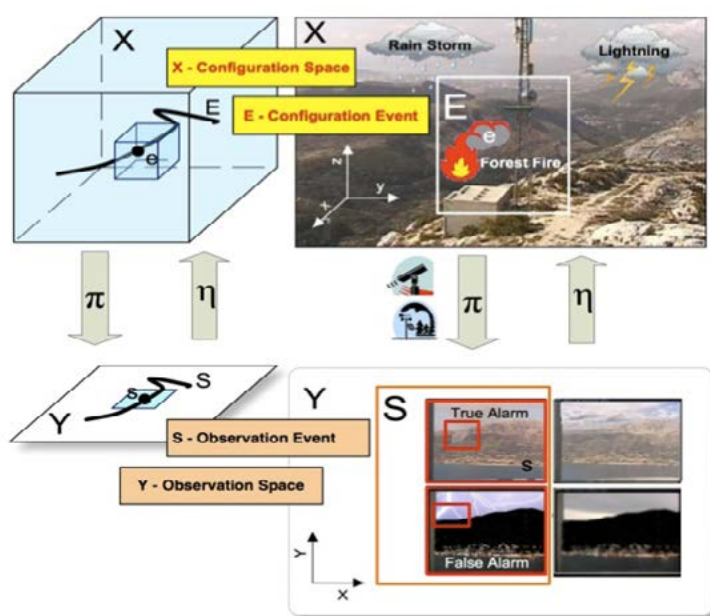 X
X - Configuration Space
E
E - Configuration Event
e
X
Rain Storm
Lightning
E
e
Forest Fire
z
y
x
π
η
π
η
Y
s
S
S - Observation Event
Y - Observation Space
Y
S
True Alarm
S
False Alarm
Y
X